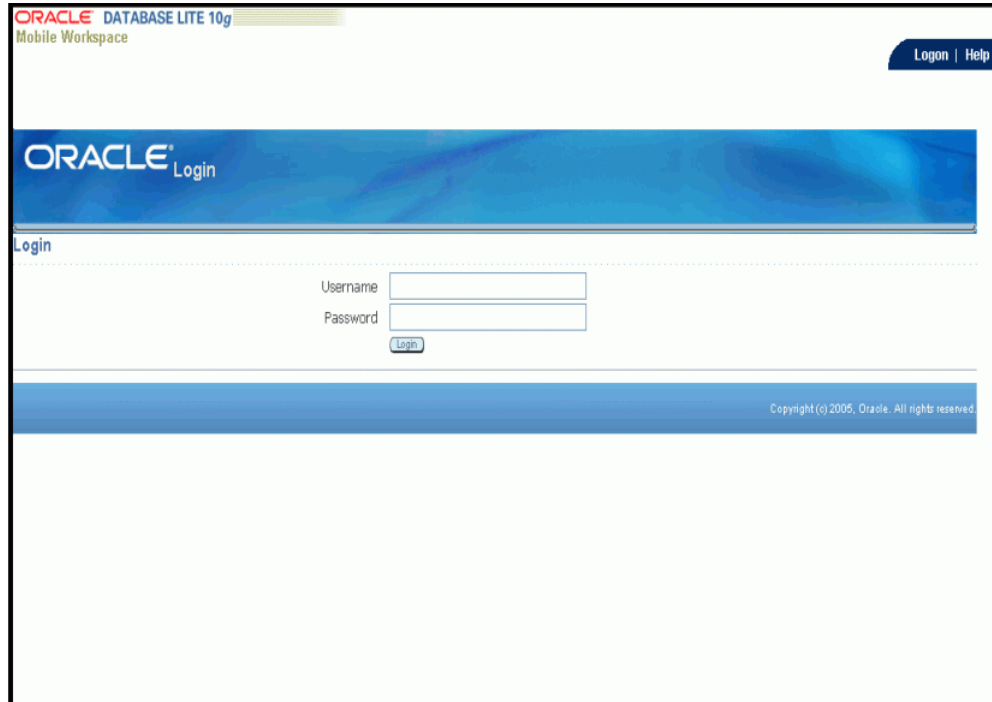 ORACLE DATABASE LITE 10g
Mobile Workspace
Logon | Help
ORACLE Login
Login
Username
Password
Login
Copyright (c) 2005, Oracle. All rights reserved.